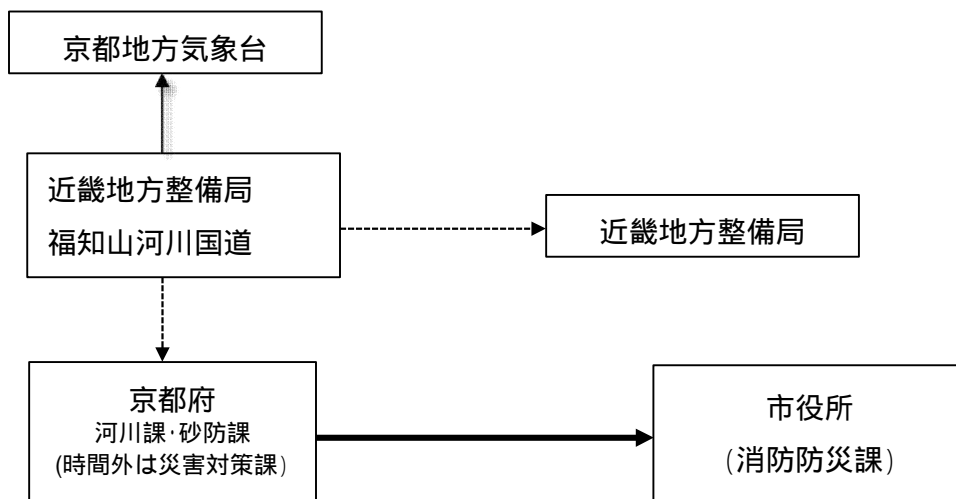 京都地方気象台
近畿地方整備局
福知山河川国道
近畿地方整備局
京都府
河川課･砂防課
(時間外は災害対策課)
市役所
(消防防災課)